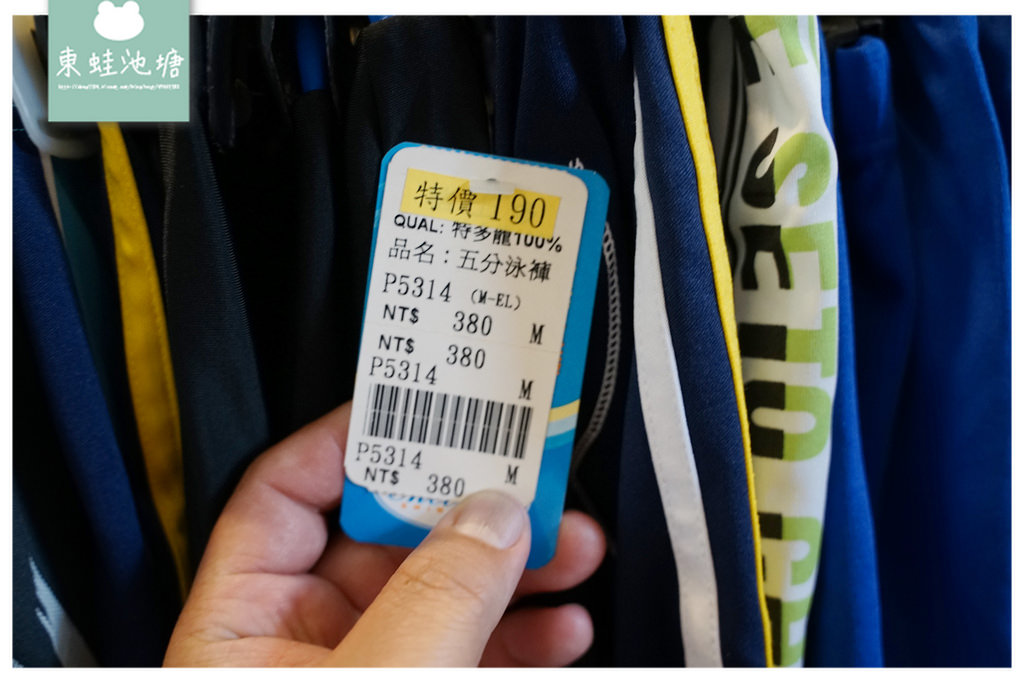 東蛙池塘
特價 190
QUAL: 特多龍100%
品名：五分泳褲
P5314 (M-EL)
NT$ 380 M
NT$ 380
P5314 M
P5314 M
NT$ 380
SETO